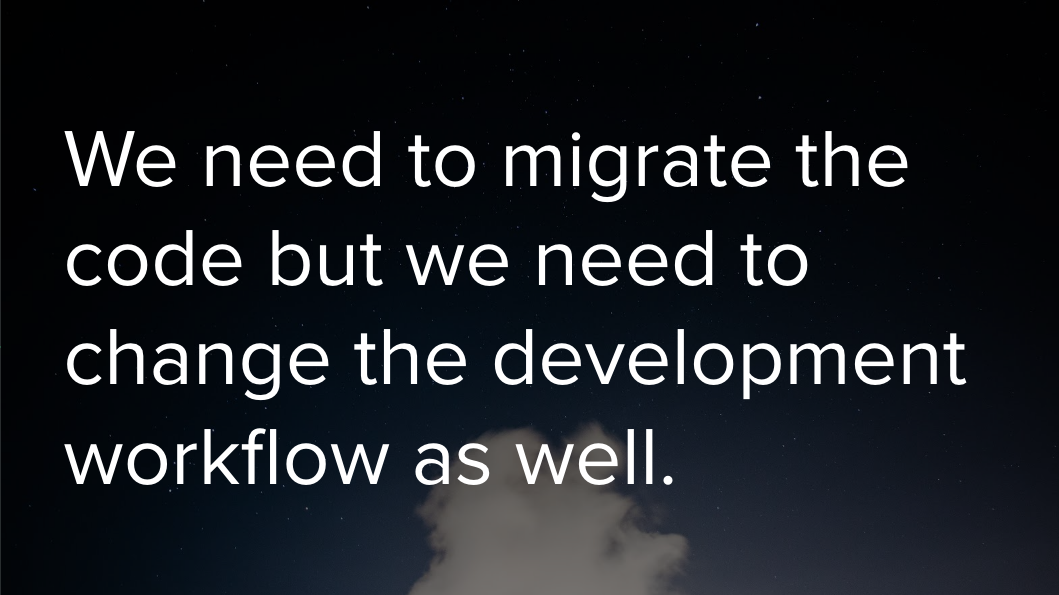 We need to migrate the
code but we need to
change the development
workflow as well.